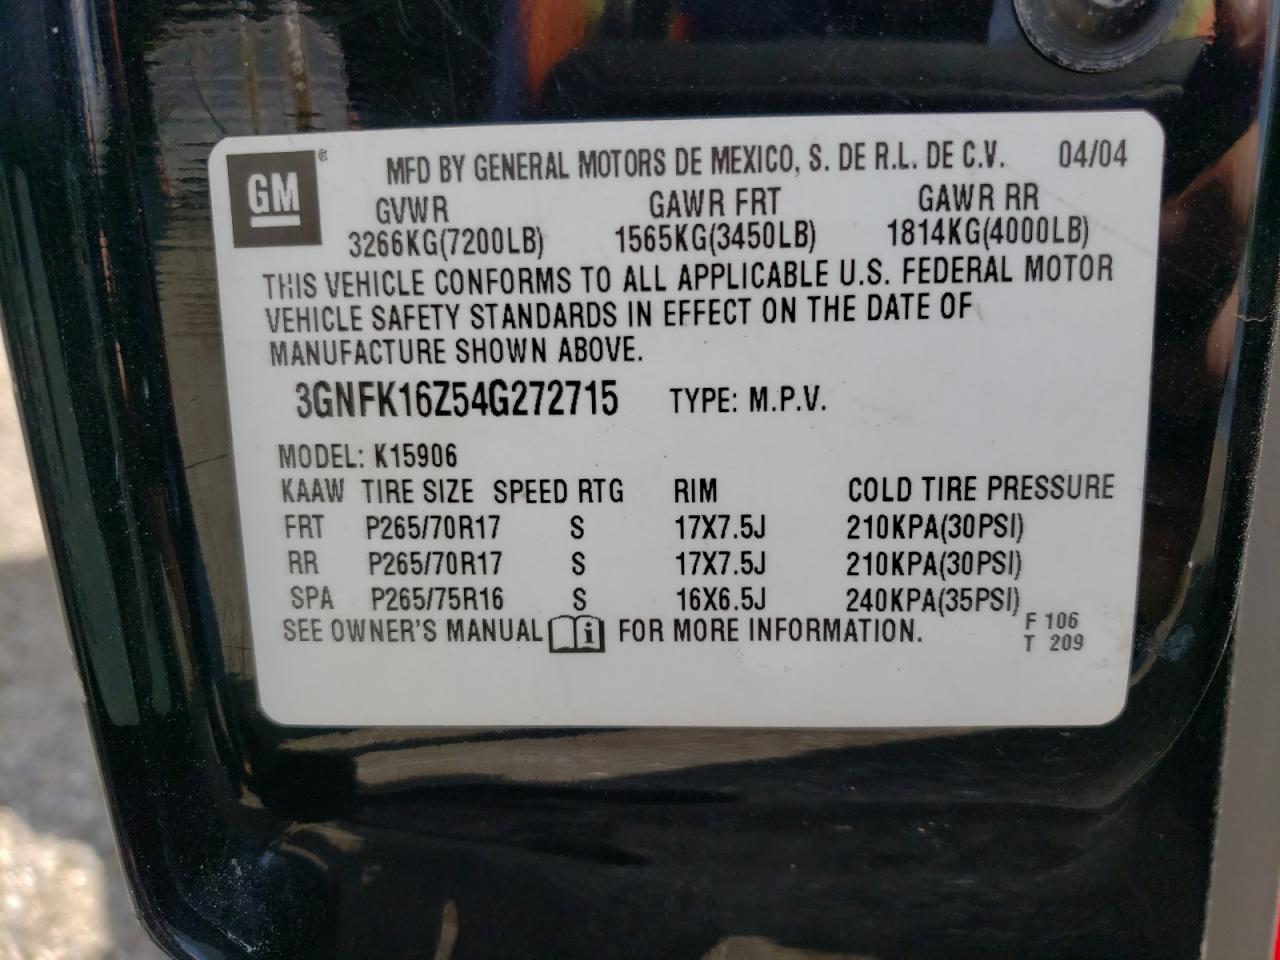 GM® MFD BY GENERAL MOTORS DE MEXICO, S. DE R.L. DE C.V. 04/04
GVWR GAWR FRT GAWR RR
3266KG(7200LB) 1565KG(3450LB) 1814KG(4000LB)
THIS VEHICLE CONFORMS TO ALL APPLICABLE U.S. FEDERAL MOTOR
VEHICLE SAFETY STANDARDS IN EFFECT ON THE DATE OF
MANUFACTURE SHOWN ABOVE.
3GNFK16Z54G272715 TYPE: M.P.V.
MODEL: K15906
KAAW TIRE SIZE SPEED RTG RIM COLD TIRE PRESSURE
FRT P265/70R17 S 17X7.5J 210KPA(30PSI)
RR P265/70R17 S 17X7.5J 210KPA(30PSI)
SPA P265/75R16 S 16X6.5J 240KPA(35PSI)
SEE OWNER'S MANUAL i FOR MORE INFORMATION.
F 106
T 209